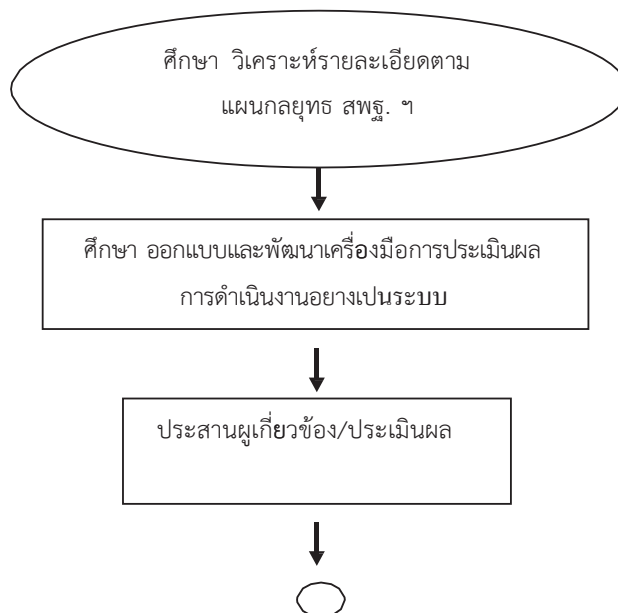 ศึกษา วิเคราะห์รายละเอียดตาม
แผนกลยุทธ สพฐ. ฯ
ศึกษา ออกแบบและพัฒนาเครื่องมือการประเมินผล
การดำเนินงานอยางเปนระบบ
ประสานผูเกี่ยวข้อง/ประเมินผล